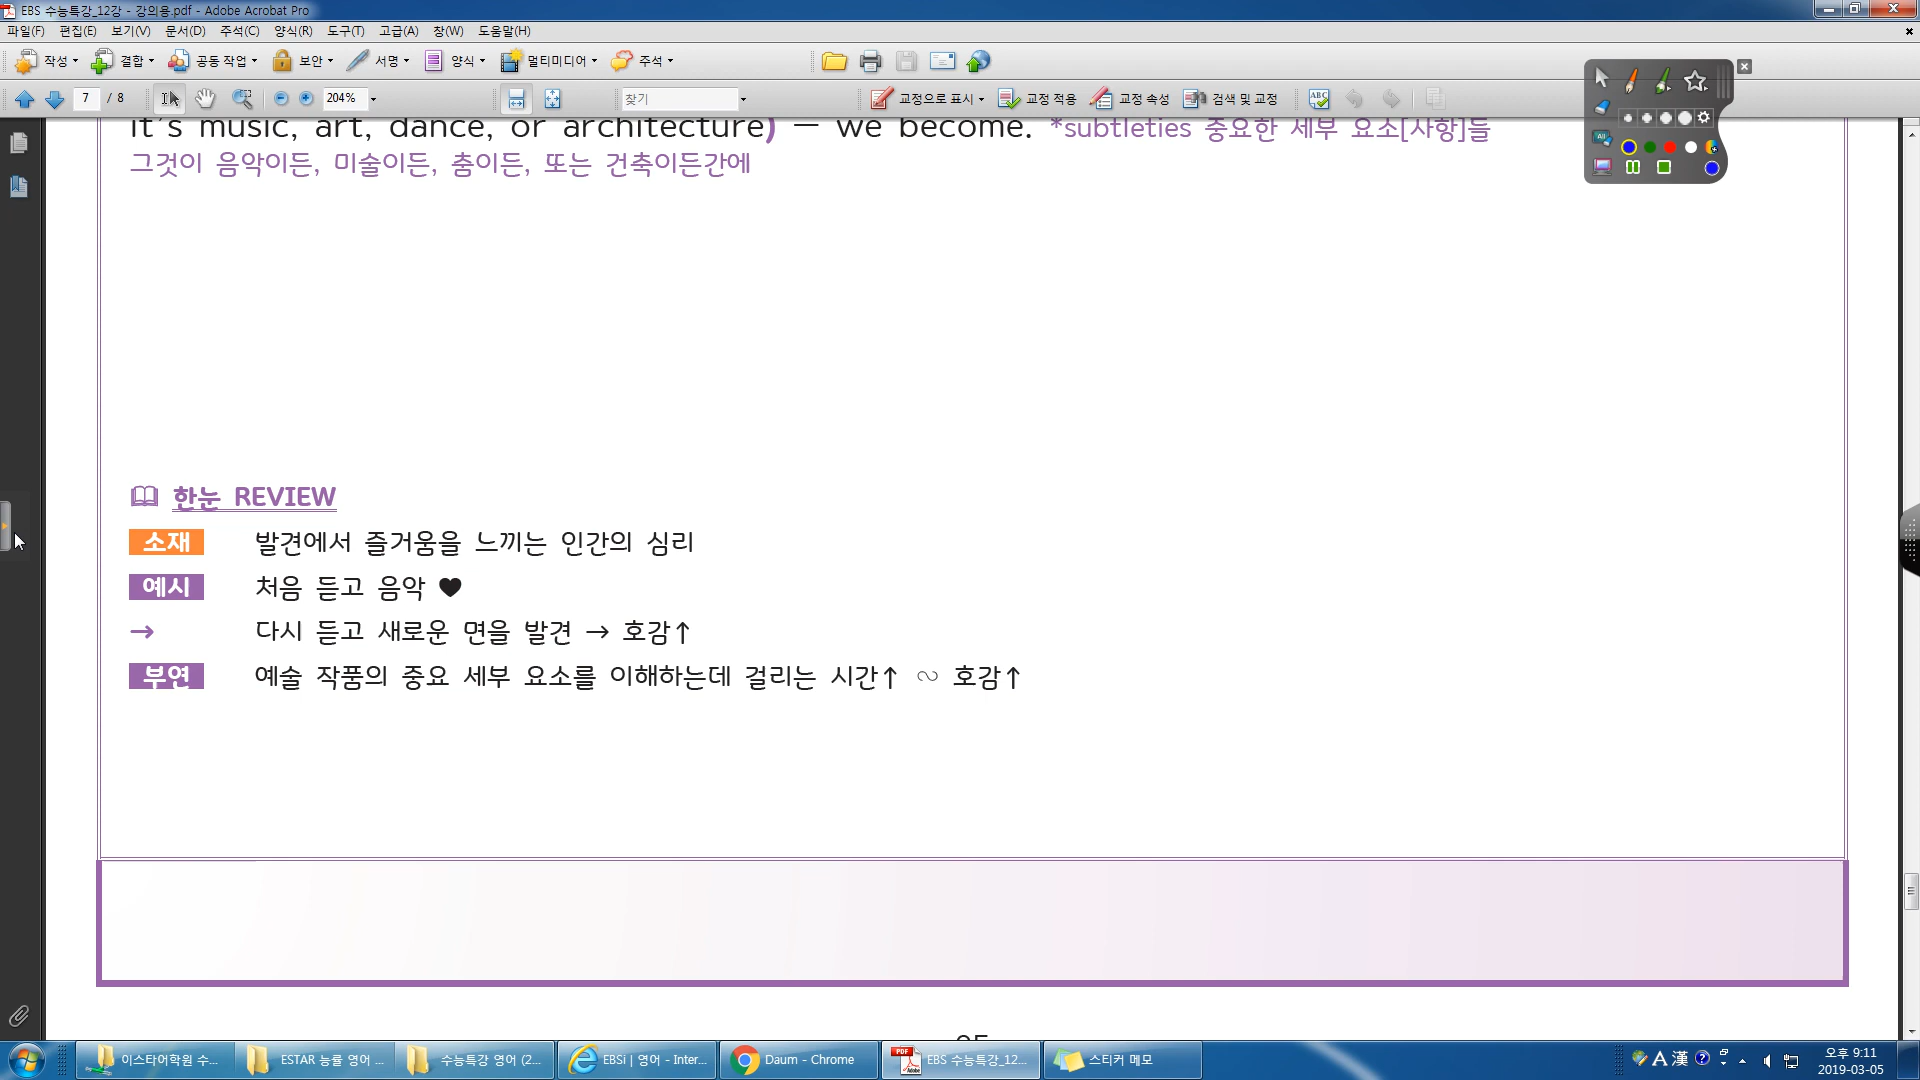 EBS 수능특강_12강 - 강의용.pdf - Adobe Acrobat Pro
파일(F) 편집(E) 보기(V) 문서(D) 주석(C) 양식(R) 도구(T) 고급(A) 창(W) 도움말(H)
작성 결합 공동 작업 보안 서명 양식 멀티미디어 주석
7 / 8 204% 찾기 교정으로 표시 교정 적용 교정 속성 검색 및 교정
it's music, art, dance, or architecture) — we become. *subtleties 중요한 세부 요소[사항]들
그것이 음악이든, 미술이든, 춤이든, 또는 건축이든간에
한눈 REVIEW
소재 발견에서 즐거움을 느끼는 인간의 심리
예시 처음 듣고 음악 ♥
→ 다시 듣고 새로운 면을 발견 → 호감↑
부연 예술 작품의 중요 세부 요소를 이해하는데 걸리는 시간↑ ∽ 호감↑
이스타어학원 수... ESTAR 능률 영어 ... 수능특강 영어 (2... EBSi | 영어 - Inter... Daum - Chrome EBS 수능특강_12... 스티커 메모
A 漢 오후 9:11
2019-03-05